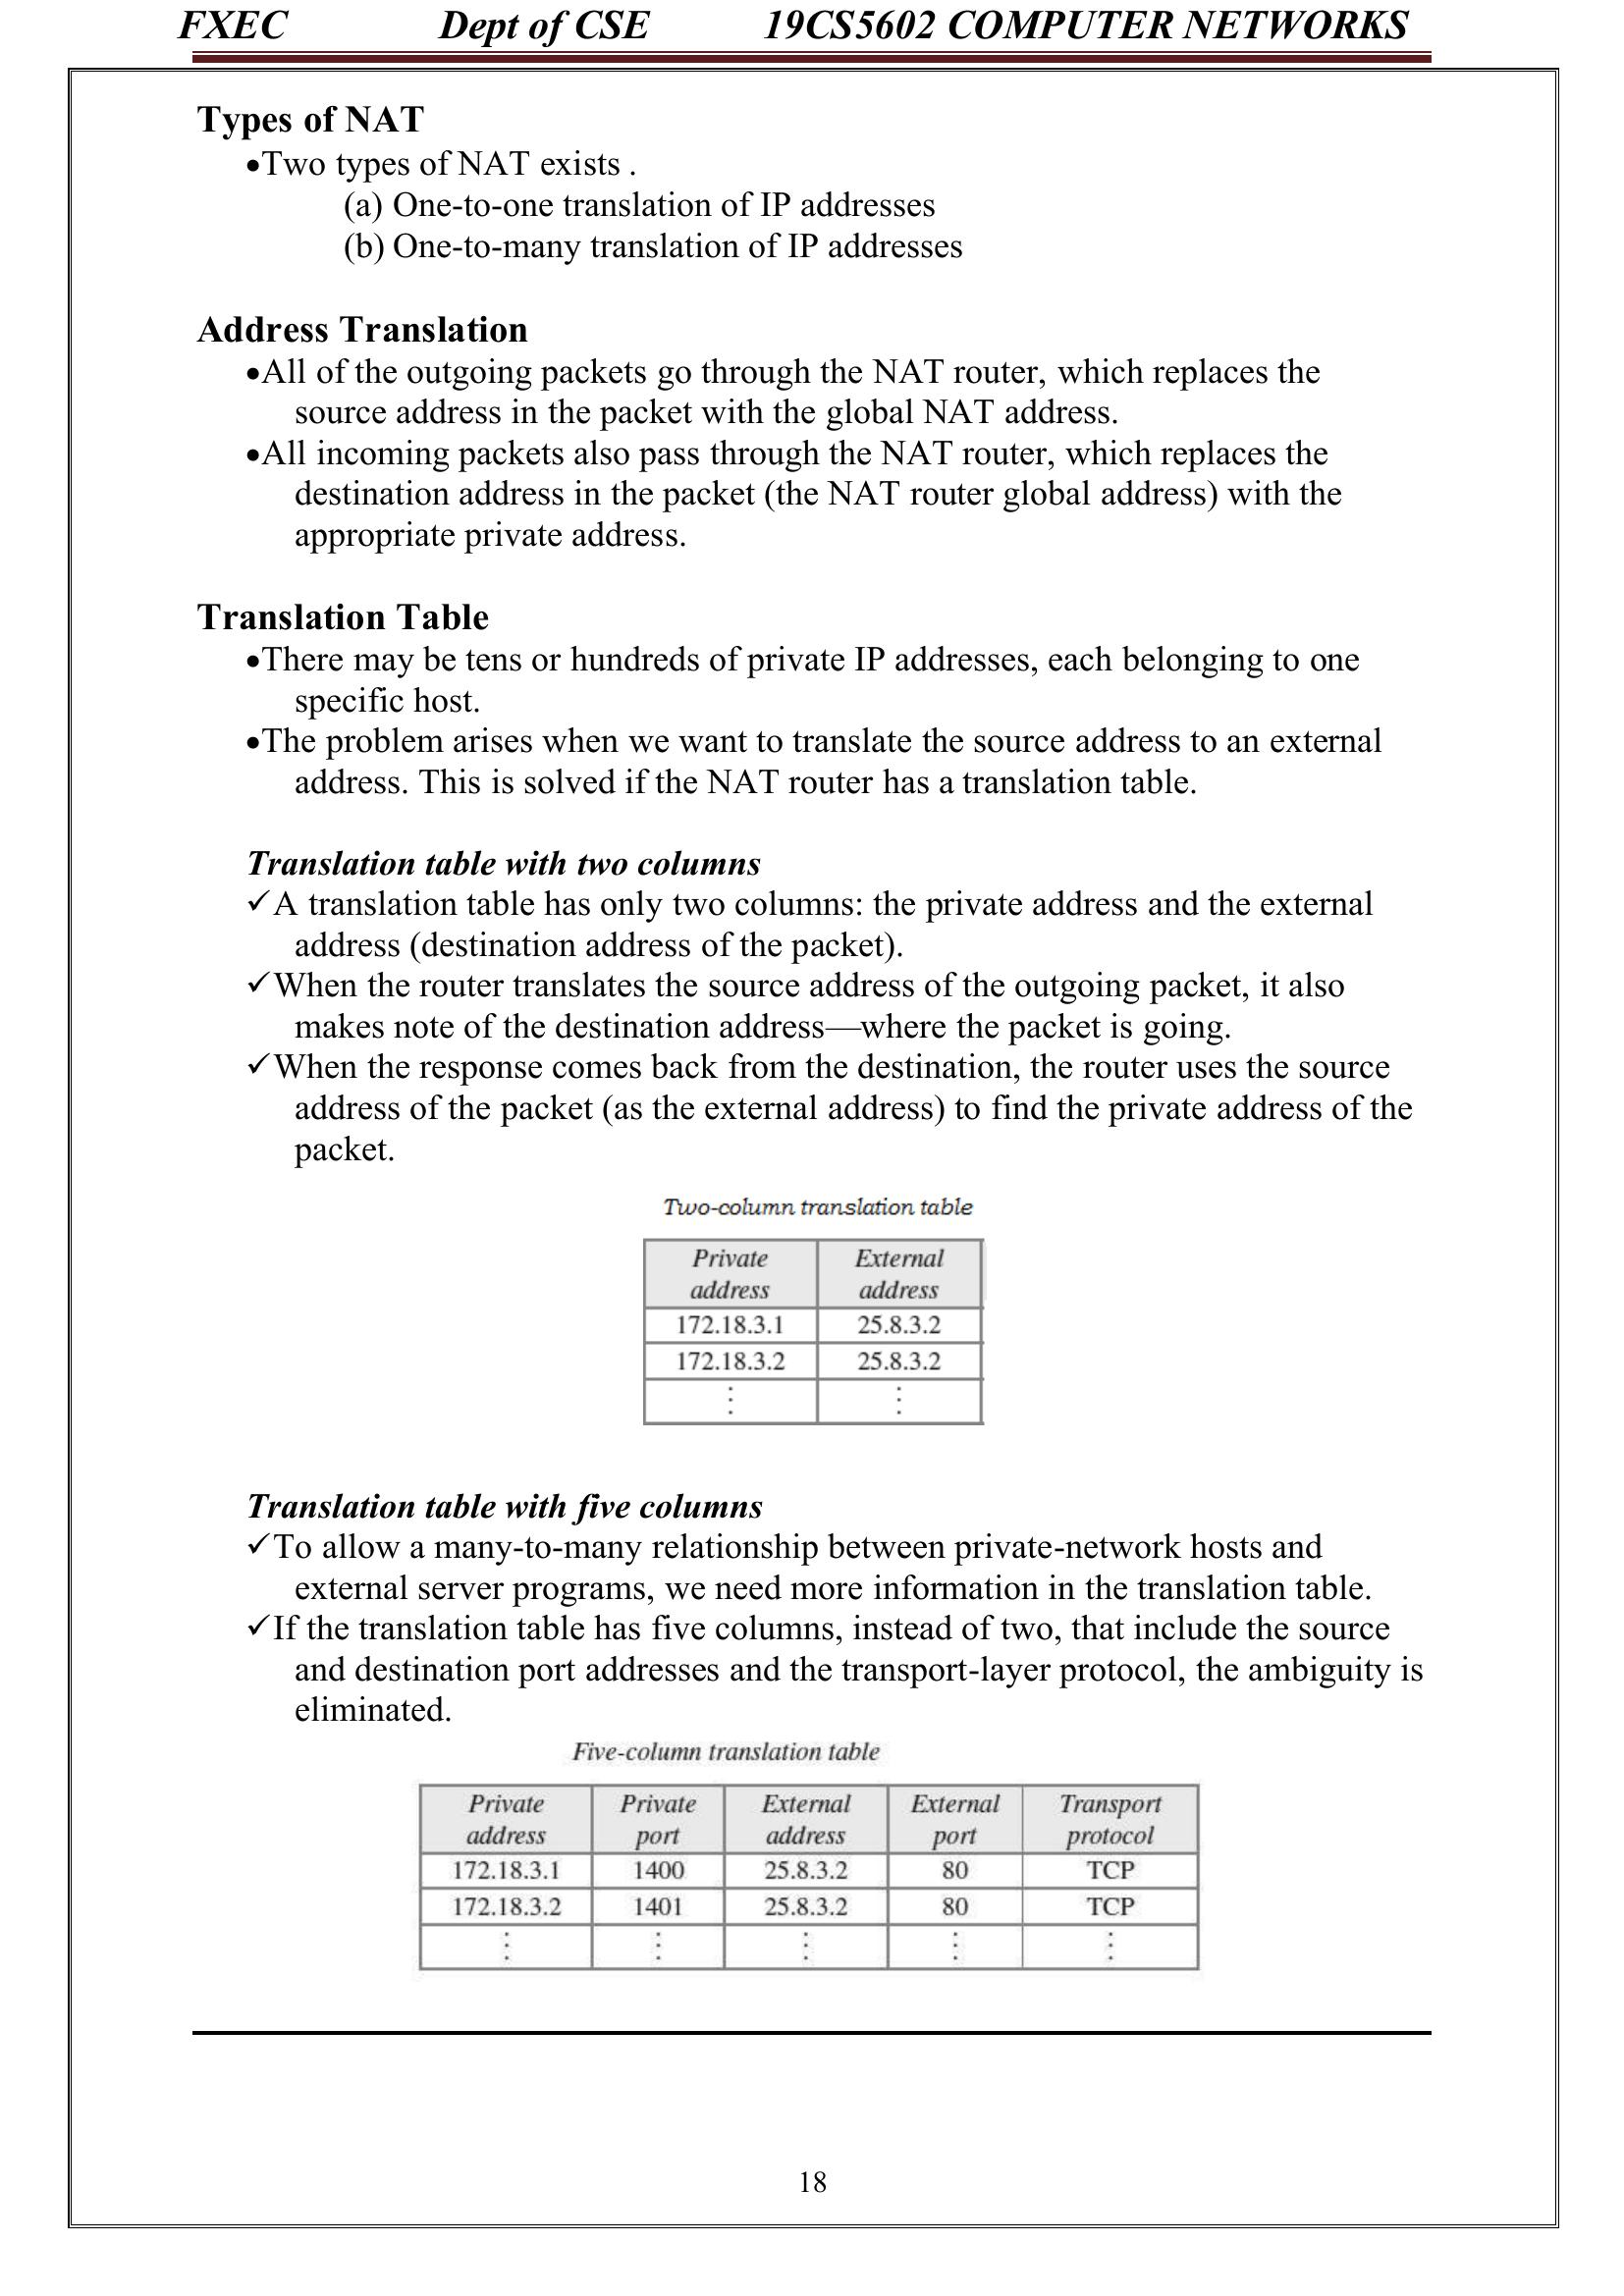 FXEC Dept of CSE 19CS5602 COMPUTER NETWORKS
Types of NAT
•Two types of NAT exists .
(a) One-to-one translation of IP addresses
(b) One-to-many translation of IP addresses
Address Translation
•All of the outgoing packets go through the NAT router, which replaces the
source address in the packet with the global NAT address.
•All incoming packets also pass through the NAT router, which replaces the
destination address in the packet (the NAT router global address) with the
appropriate private address.
Translation Table
•There may be tens or hundreds of private IP addresses, each belonging to one
specific host.
•The problem arises when we want to translate the source address to an external
address. This is solved if the NAT router has a translation table.
Translation table with two columns
✓A translation table has only two columns: the private address and the external
address (destination address of the packet).
✓When the router translates the source address of the outgoing packet, it also
makes note of the destination address—where the packet is going.
✓When the response comes back from the destination, the router uses the source
address of the packet (as the external address) to find the private address of the
packet.
Two-column translation table
Private External
address address
172.18.3.1 25.8.3.2
172.18.3.2 25.8.3.2
⋮ ⋮
Translation table with five columns
✓To allow a many-to-many relationship between private-network hosts and
external server programs, we need more information in the translation table.
✓If the translation table has five columns, instead of two, that include the source
and destination port addresses and the transport-layer protocol, the ambiguity is
eliminated.
Five-column translation table
Private Private External External Transport
address port address port protocol
172.18.3.1 1400 25.8.3.2 80 TCP
172.18.3.2 1401 25.8.3.2 80 TCP
⋮ ⋮ ⋮ ⋮ ⋮
18